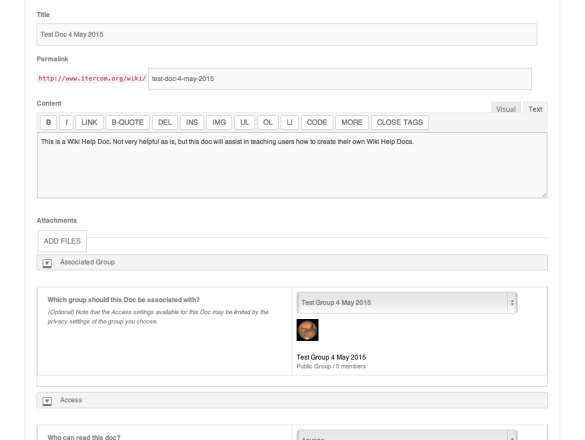 Title
Test Doc 4 May 2015
Permalink
http://www.itercom.org/wiki/ test-doc-4-may-2015
Content
Visual Text
B I LINK B-QUOTE DEL INS IMG UL OL LI CODE MORE CLOSE TAGS
This is a Wiki Help Doc. Not very helpful as is, but this doc will assist in teaching users how to create their own Wiki Help Docs.
Attachments
ADD FILES
Associated Group
Which group should this Doc be associated with?
(Optional) Note that the Access settings available for this Doc may be limited by the
privacy settings of the group you choose.
Test Group 4 May 2015
Test Group 4 May 2015
Public Group / 0 members
Access
Who can read this doc?